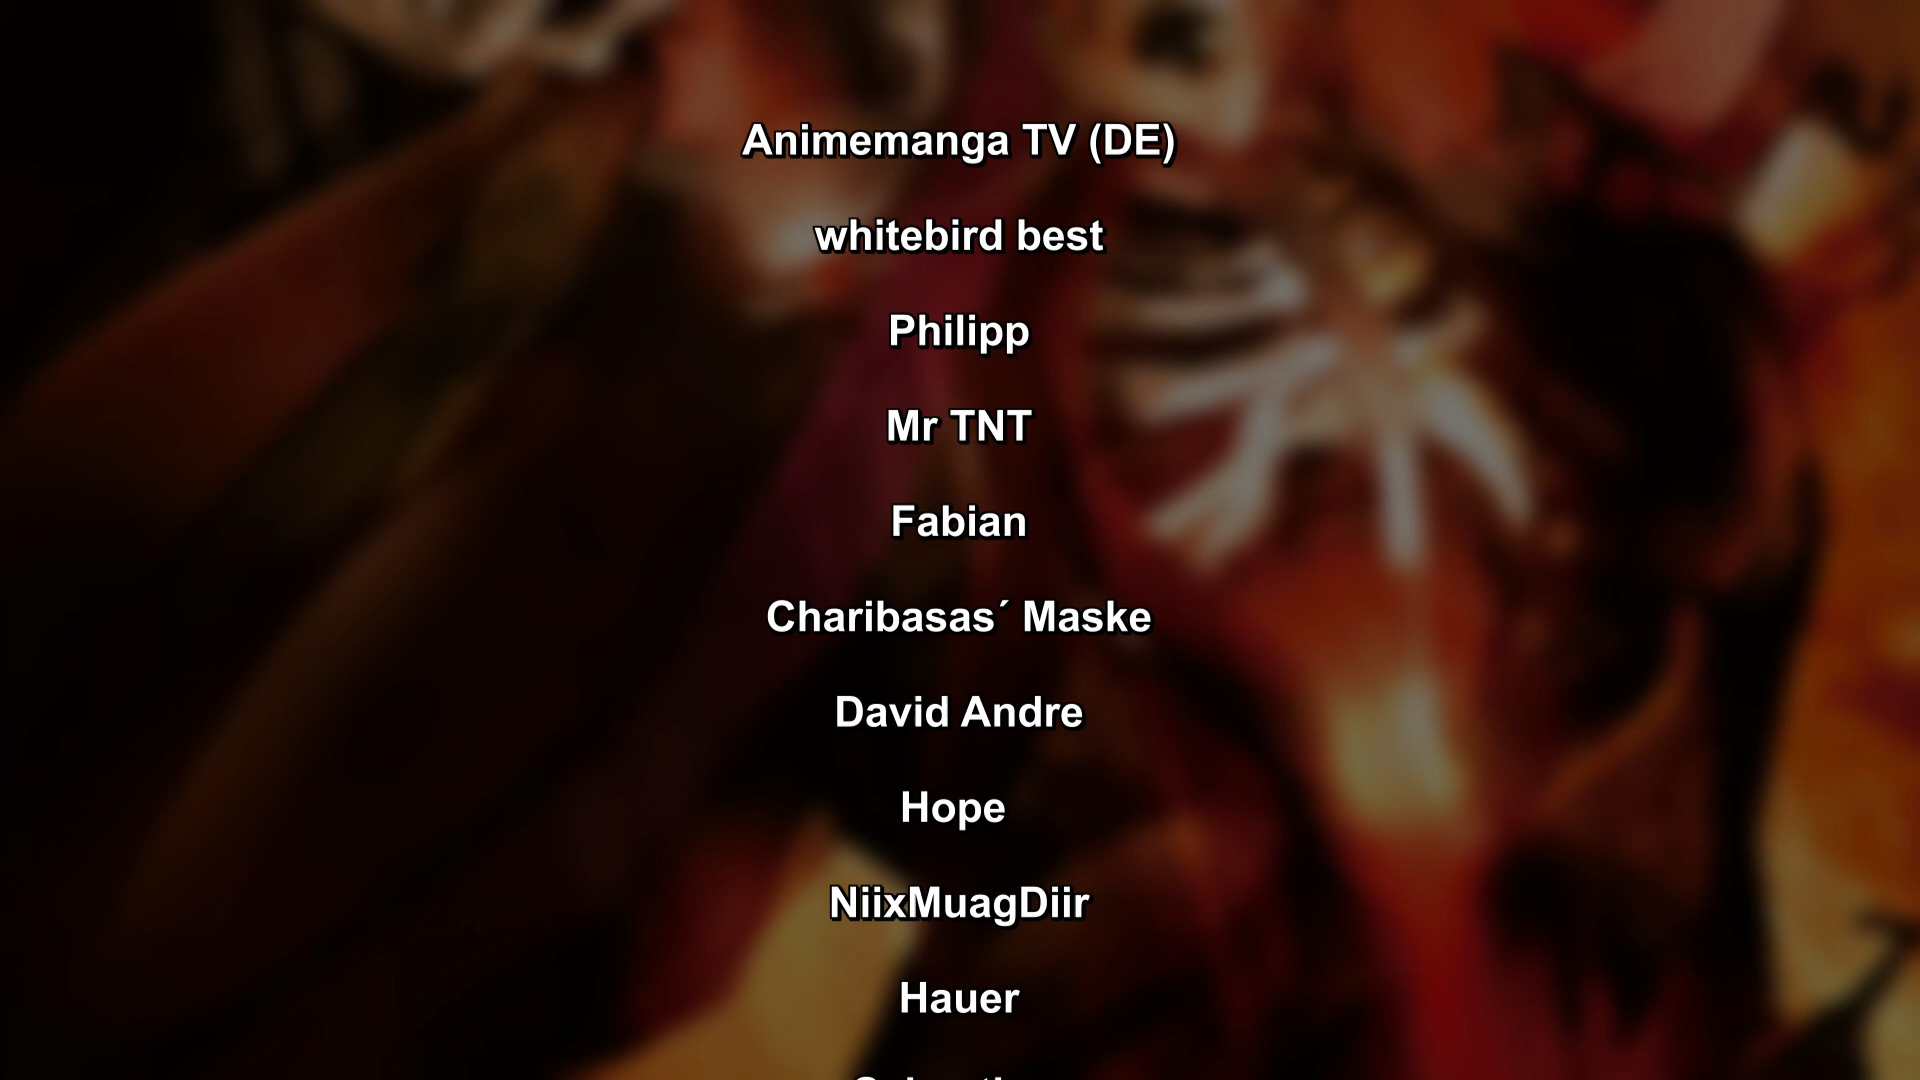 Animemanga TV (DE)
whitebird best
Philipp
Mr TNT
Fabian
Charibasas´ Maske
David Andre
Hope
NiixMuagDiir
Hauer